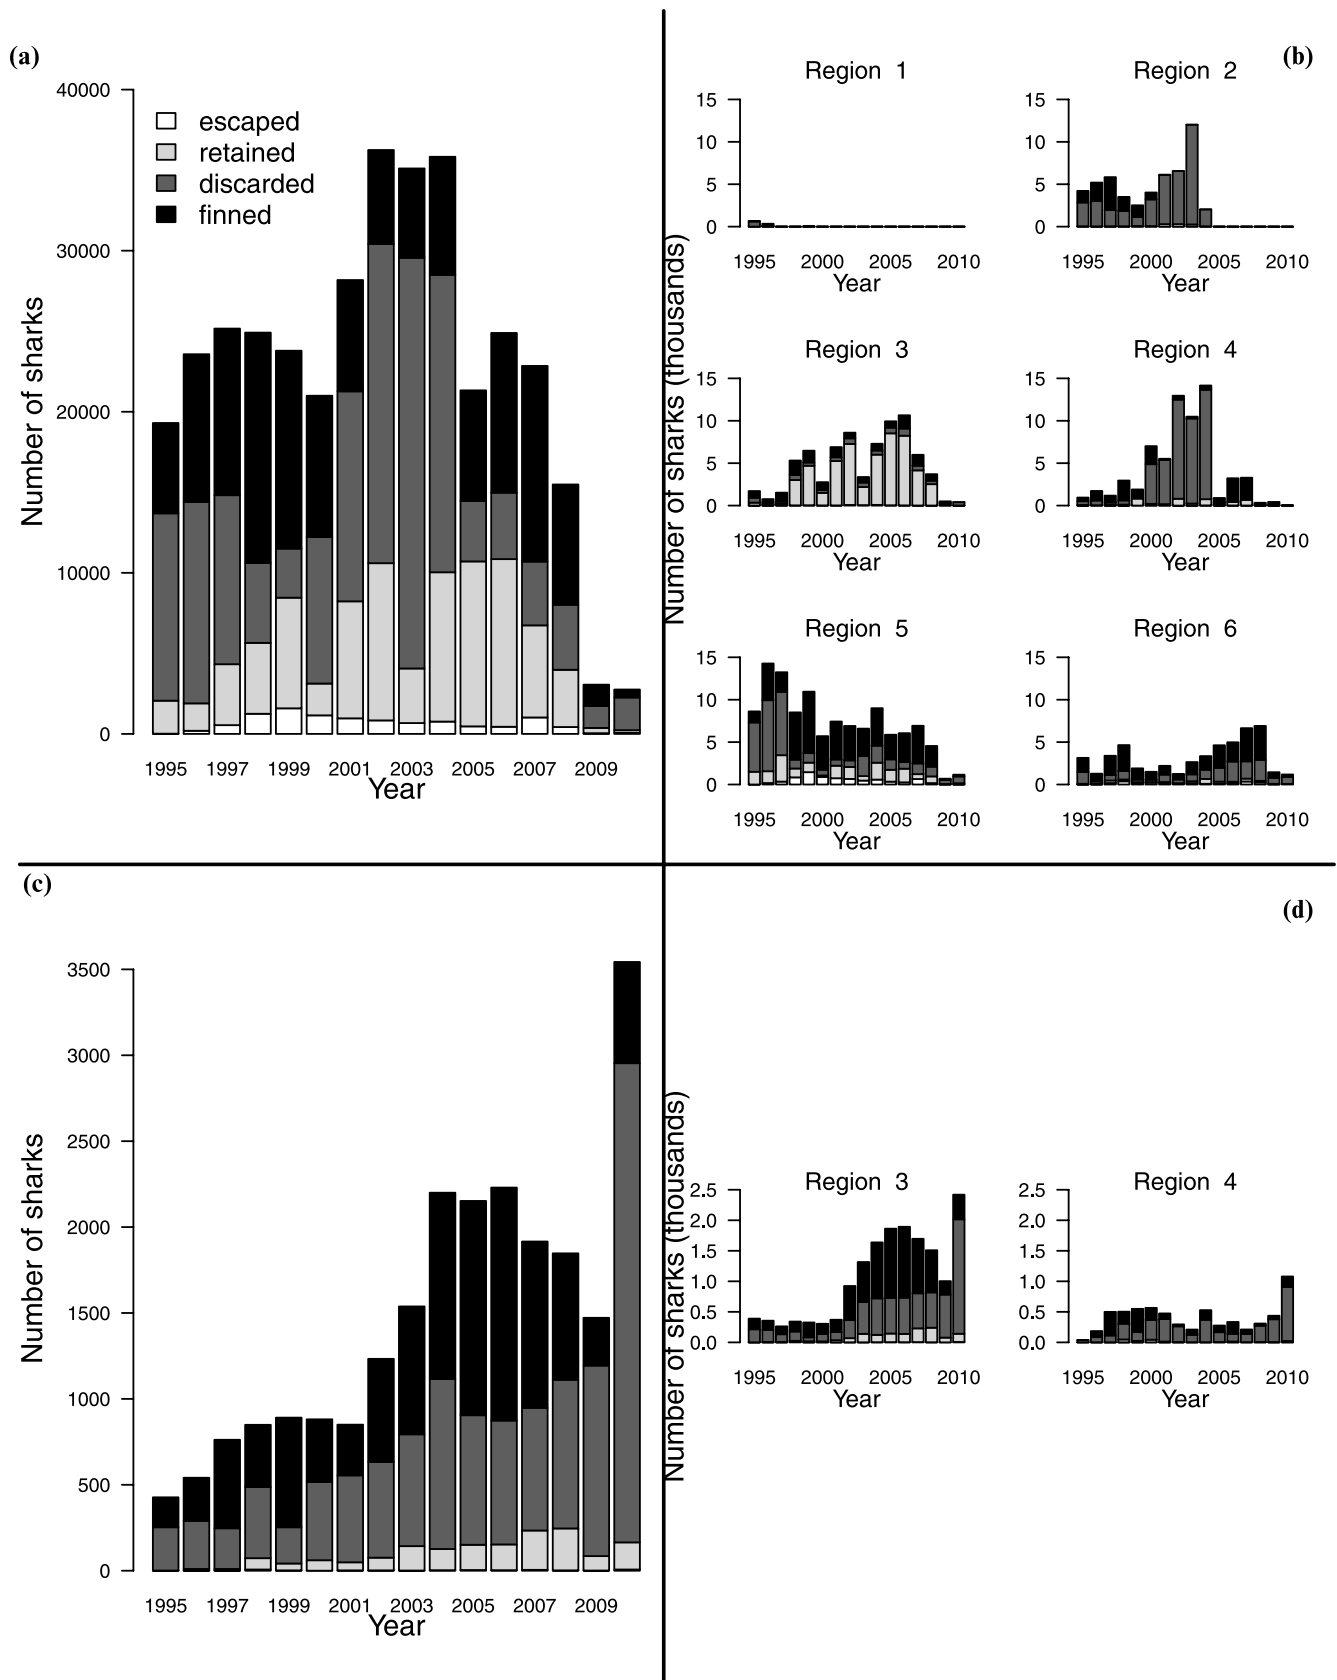 (a)
40000
30000
20000
10000
0
Number of sharks
escaped
retained
discarded
finned
1995 1997 1999 2001 2003 2005 2007 2009
Year
(b)
Number of sharks (thousands)
Region 1
15
10
5
0
1995 2000 2005 2010
Year
Region 2
15
10
5
0
1995 2000 2005 2010
Year
Region 3
15
10
5
0
1995 2000 2005 2010
Year
Region 4
15
10
5
0
1995 2000 2005 2010
Year
Region 5
15
10
5
0
1995 2000 2005 2010
Year
Region 6
15
10
5
0
1995 2000 2005 2010
Year
(c)
3500
3000
2500
2000
1500
1000
500
0
Number of sharks
1995 1997 1999 2001 2003 2005 2007 2009
Year
(d)
Number of sharks (thousands)
Region 3
2.5
2.0
1.5
1.0
0.5
0.0
1995 2000 2005 2010
Year
Region 4
2.5
2.0
1.5
1.0
0.5
0.0
1995 2000 2005 2010
Year